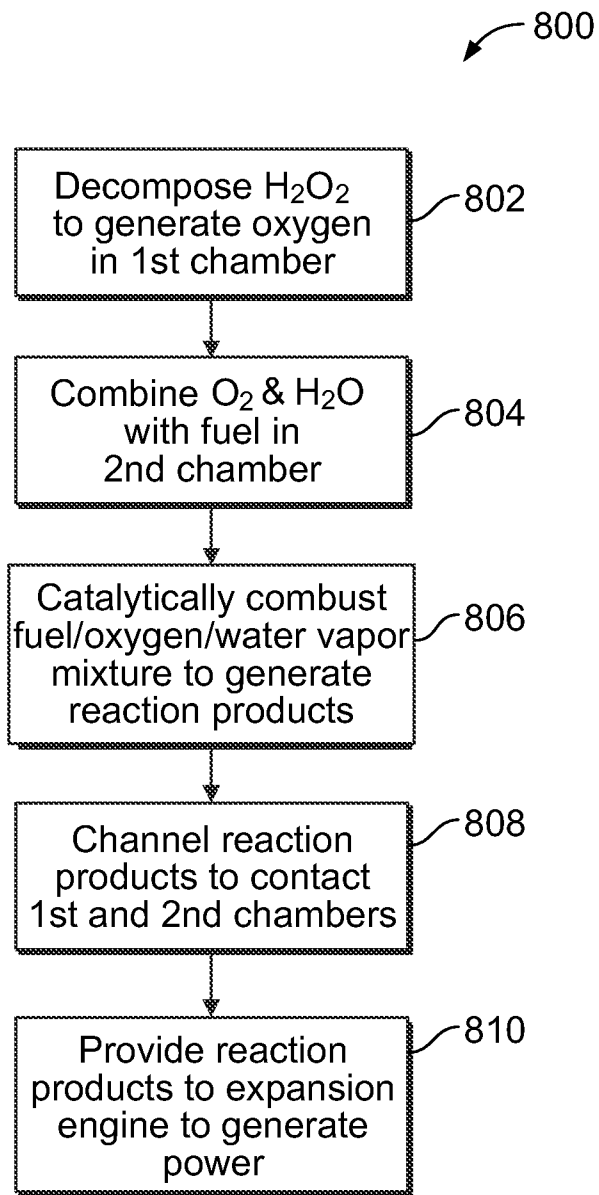 800
Decompose H₂O₂
to generate oxygen
in 1st chamber
802
Combine O₂ & H₂O
with fuel in
2nd chamber
804
Catalytically combust
fuel/oxygen/water vapor
mixture to generate
reaction products
806
Channel reaction
products to contact
1st and 2nd chambers
808
Provide reaction
products to expansion
engine to generate
power
810